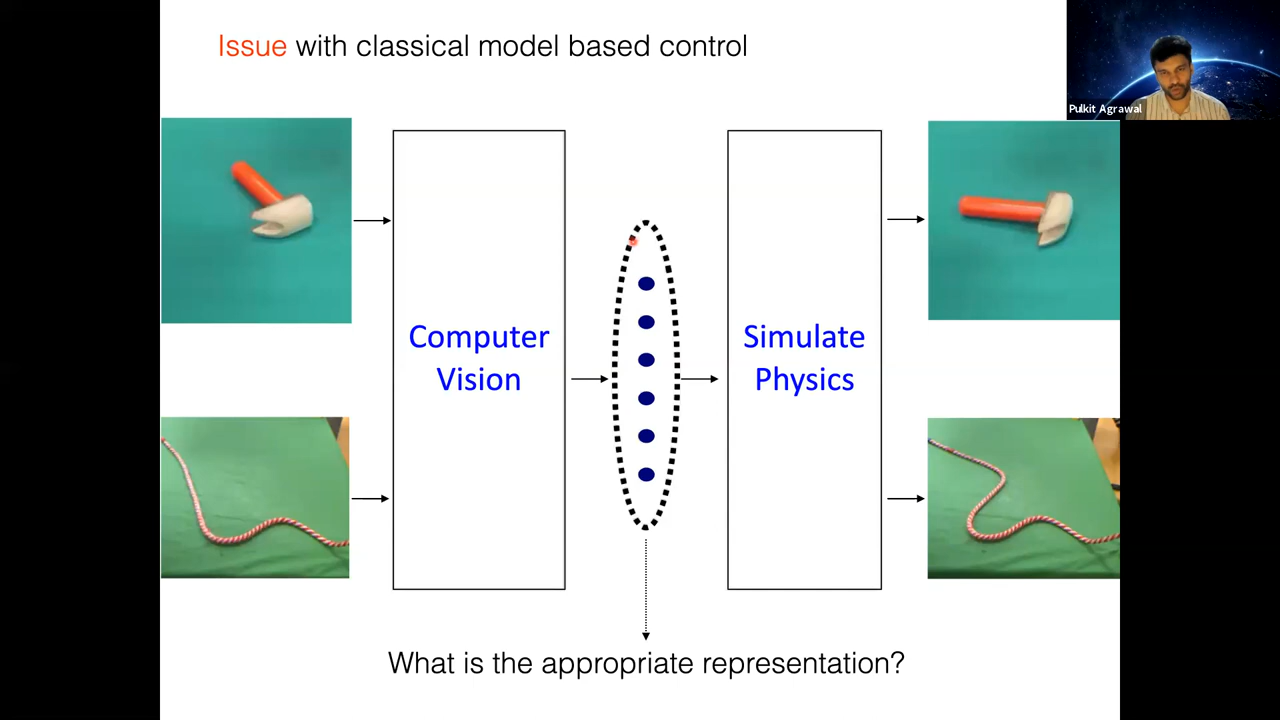 Issue with classical model based control
Pulkit Agrawal
Computer
Vision
Simulate
Physics
What is the appropriate representation?